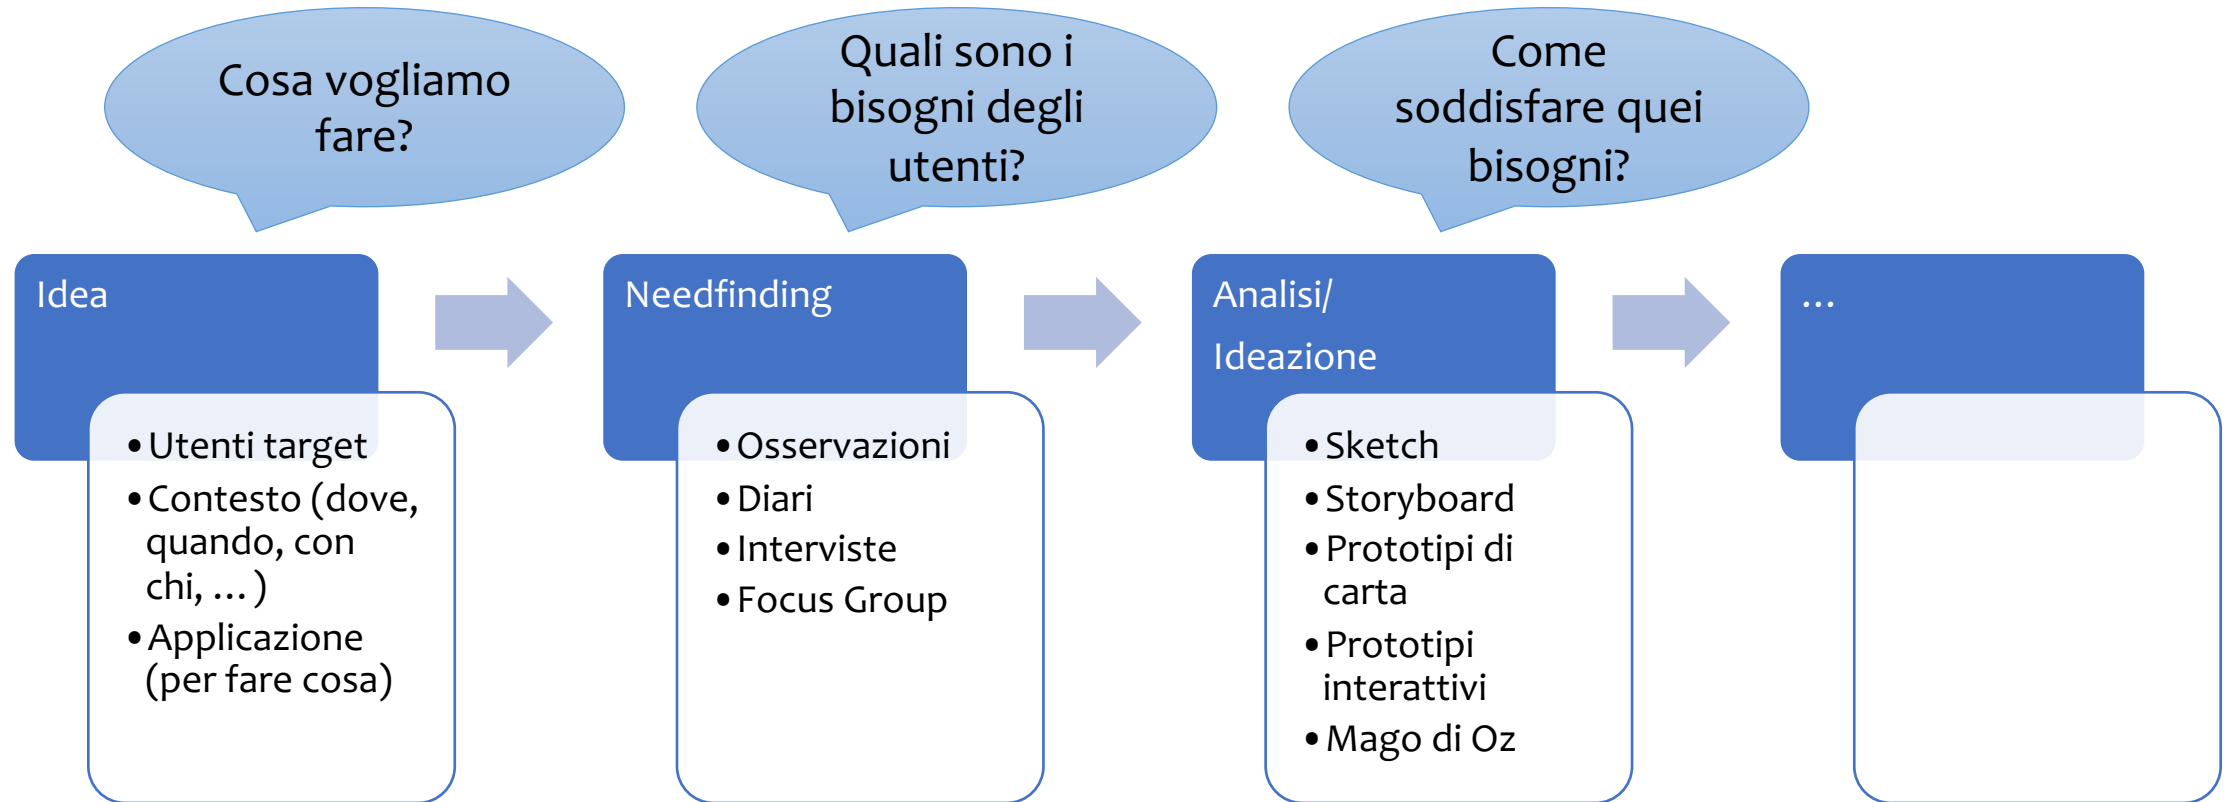 Cosa vogliamo
fare?
Quali sono i
bisogni degli
utenti?
Come
soddisfare quei
bisogni?
Idea
•Utenti target
•Contesto (dove,
quando, con
chi, …)
•Applicazione
(per fare cosa)
Needfinding
•Osservazioni
•Diari
•Interviste
•Focus Group
Analisi/
Ideazione
•Sketch
•Storyboard
•Prototipi di
carta
•Prototipi
interattivi
•Mago di Oz
…